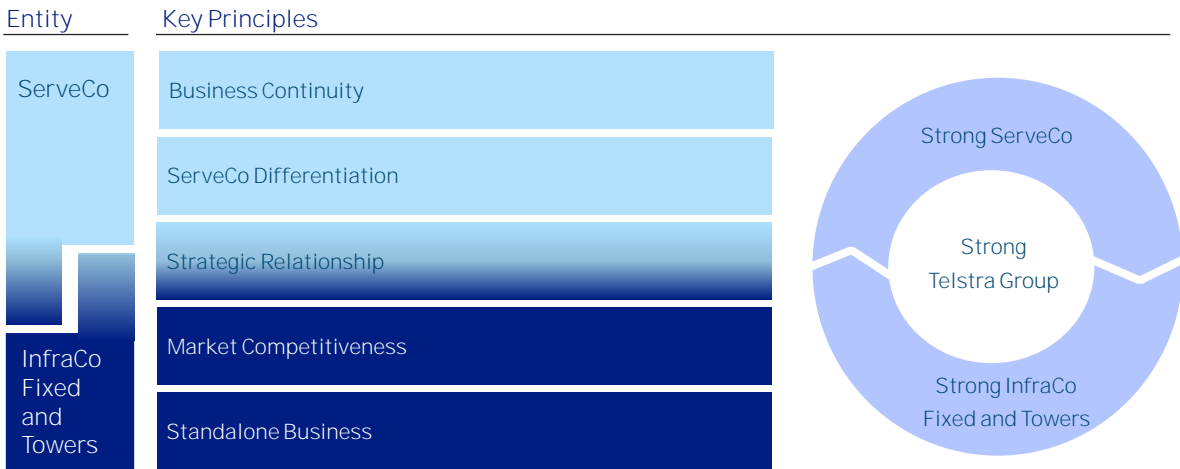 Entity
Key Principles
ServeCo
Business Continuity
ServeCo Differentiation
Strategic Relationship
InfraCo
Fixed
and
Towers
Market Competitiveness
Standalone Business
Strong ServeCo
Strong
Telstra Group
Strong InfraCo
Fixed and Towers